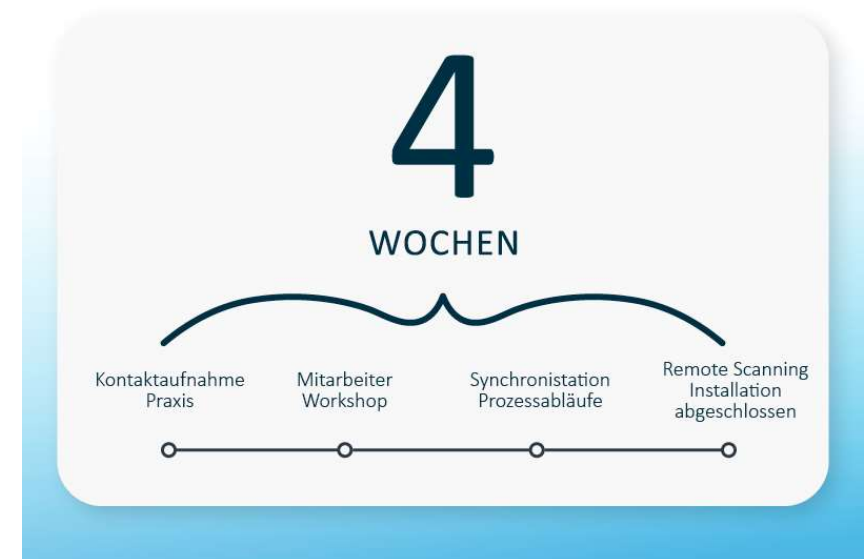 4
WOCHEN
Kontaktaufnahme
Praxis
Mitarbeiter
Workshop
Synchronistation
Prozessabläufe
Remote Scanning
Installation
abgeschlossen